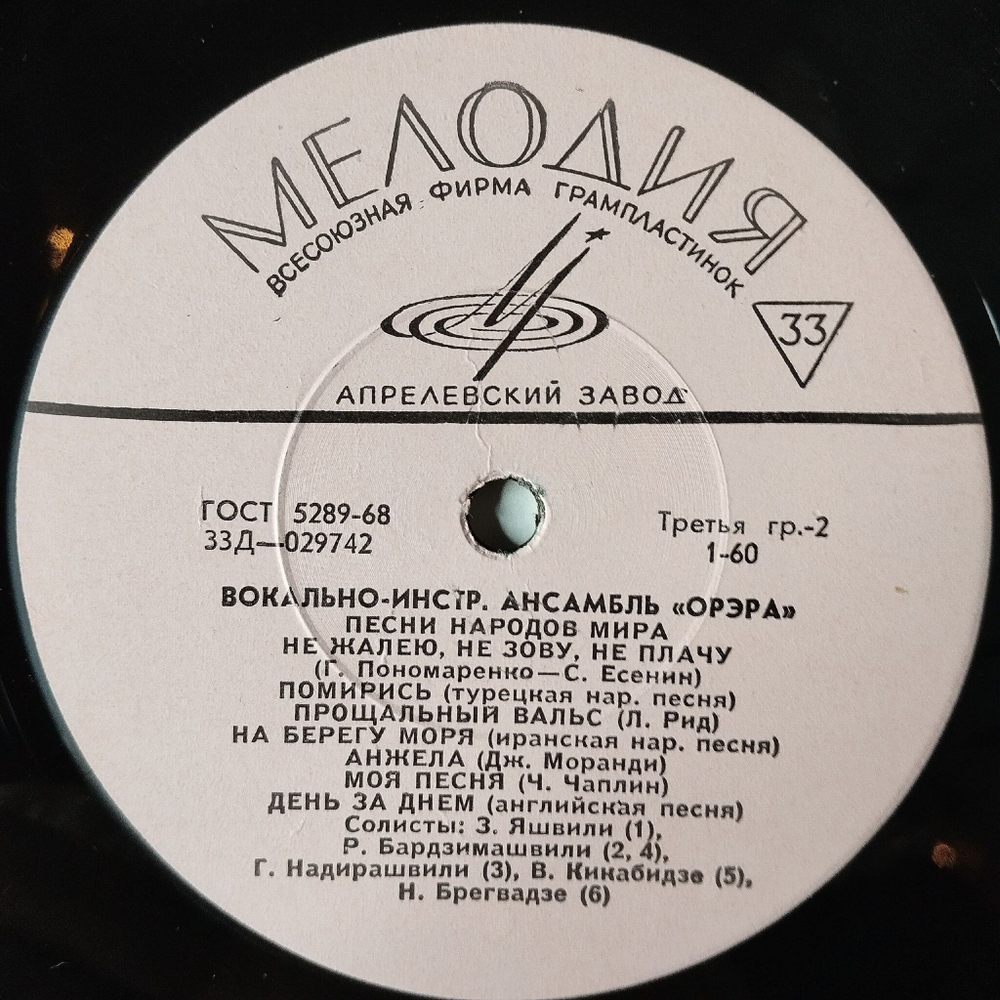 МЕЛОДИЯ
ВСЕСОЮЗНАЯ ФИРМА ГРАМПЛАСТИНОК
33
АПРЕЛЕВСКИЙ ЗАВОД
ГОСТ 5289-68
33Д—029742
Третья гр.-2
1-60
ВОКАЛЬНО-ИНСТР. АНСАМБЛЬ «ОРЭРА»
ПЕСНИ НАРОДОВ МИРА
НЕ ЖАЛЕЮ, НЕ ЗОВУ, НЕ ПЛАЧУ
(Г. Пономаренко—С. Есенин)
ПОМИРИСЬ (турецкая нар. песня)
ПРОЩАЛЬНЫЙ ВАЛЬС (Л. Рид)
НА БЕРЕГУ МОРЯ (иранская нар. песня)
АНЖЕЛА (Дж. Моранди)
МОЯ ПЕСНЯ (Ч. Чаплин)
ДЕНЬ ЗА ДНЕМ (английская песня)
Солисты: З. Яшвили (1),
Р. Бардзимашвили (2, 4),
Г. Надирашвили (3), В. Кикабидзе (5),
Н. Брегвадзе (6)